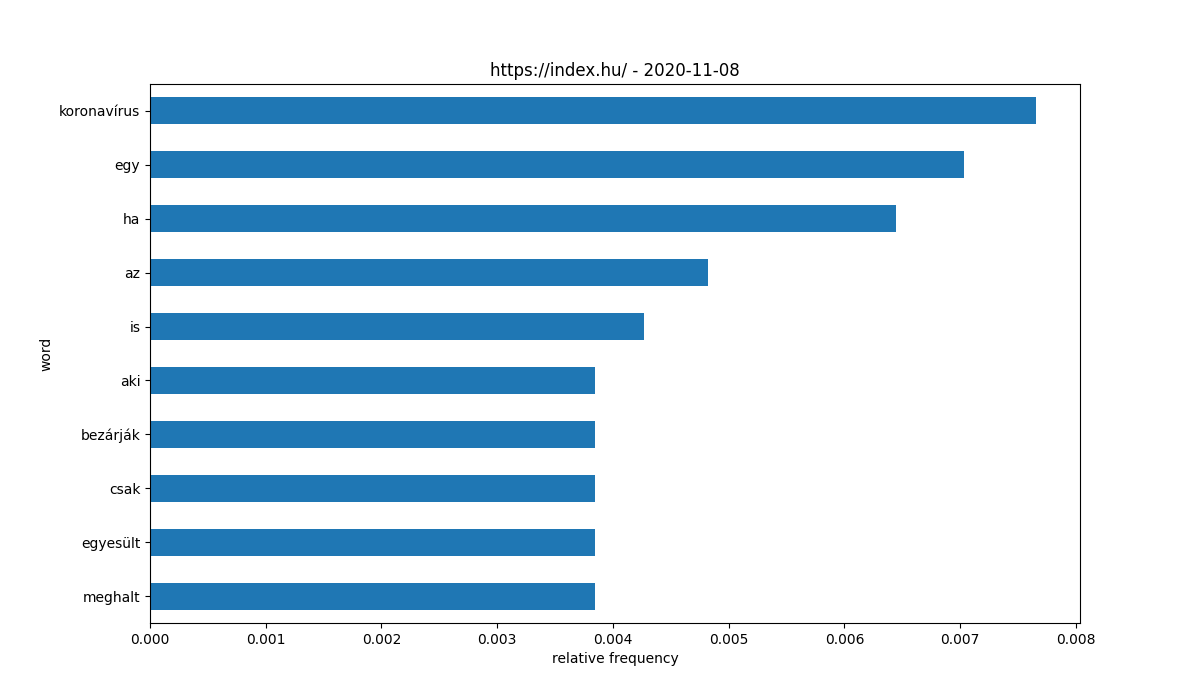 https://index.hu/ - 2020-11-08
koronavírus
egy
ha
az
is
aki
bezárják
csak
egyesült
meghalt
word
0.000 0.001 0.002 0.003 0.004 0.005 0.006 0.007 0.008
relative frequency